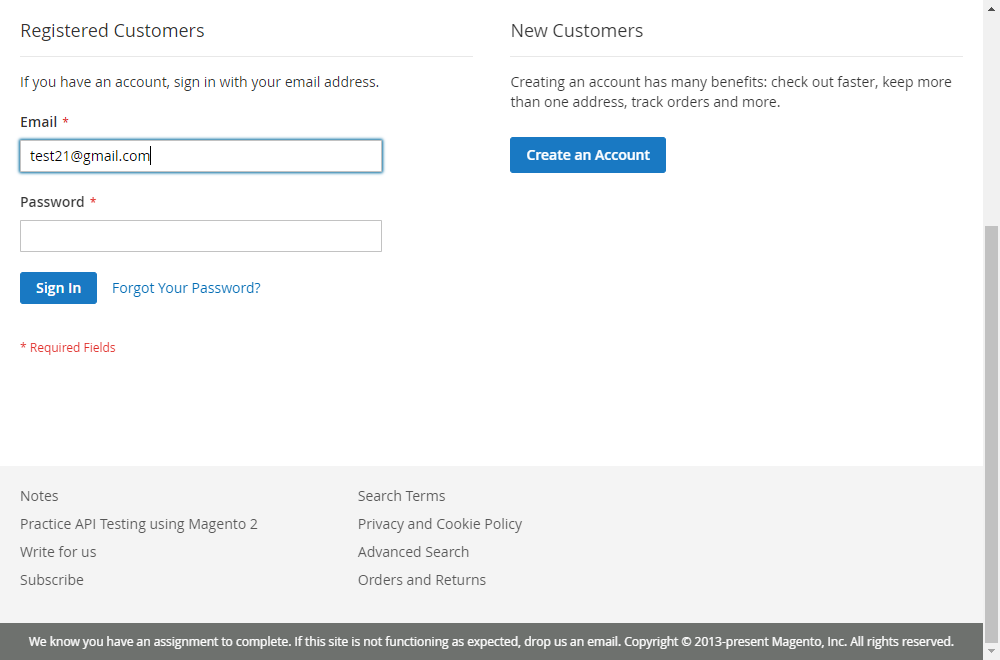 Registered Customers
If you have an account, sign in with your email address.
Email *
test21@gmail.com
Password *
Sign In
Forgot Your Password?
* Required Fields
New Customers
Creating an account has many benefits: check out faster, keep more
than one address, track orders and more.
Create an Account
Notes
Practice API Testing using Magento 2
Write for us
Subscribe
Search Terms
Privacy and Cookie Policy
Advanced Search
Orders and Returns
We know you have an assignment to complete. If this site is not functioning as expected, drop us an email. Copyright © 2013-present Magento, Inc. All rights reserved.